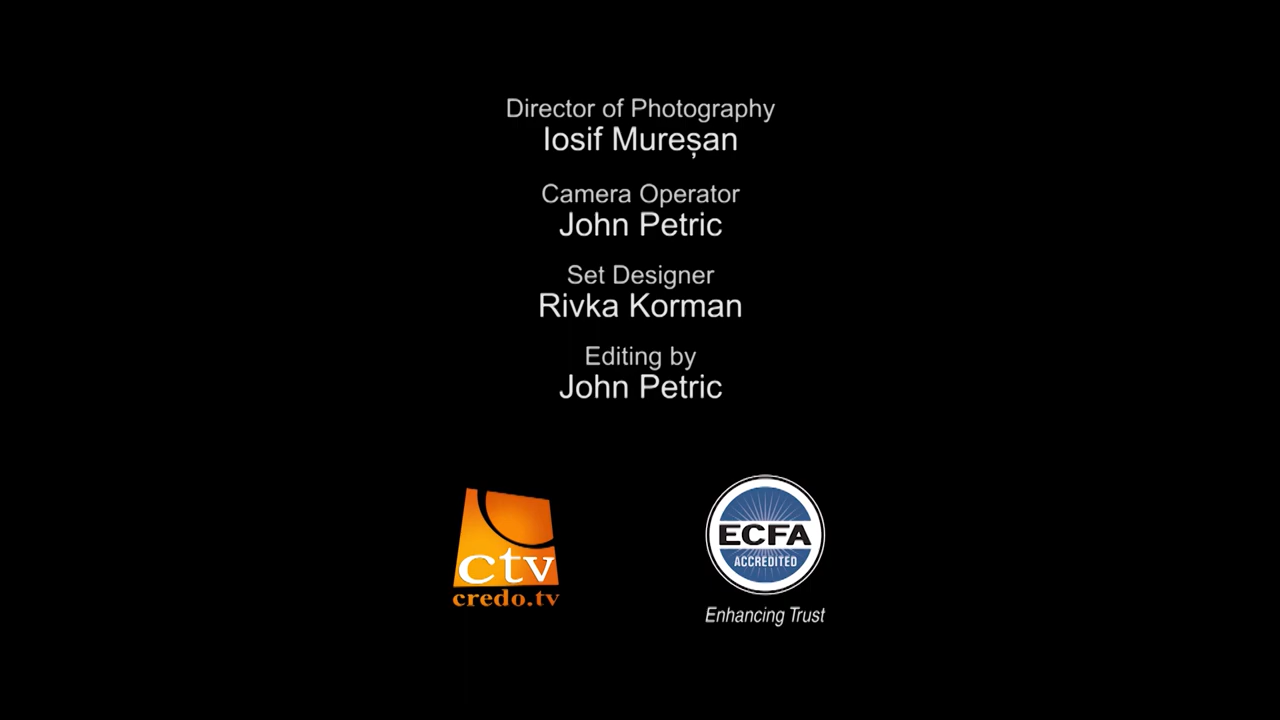 Director of Photography
Iosif Mureșan
Camera Operator
John Petric
Set Designer
Rivka Korman
Editing by
John Petric
ctv
credo.tv
ECFA
ACCREDITED
Enhancing Trust